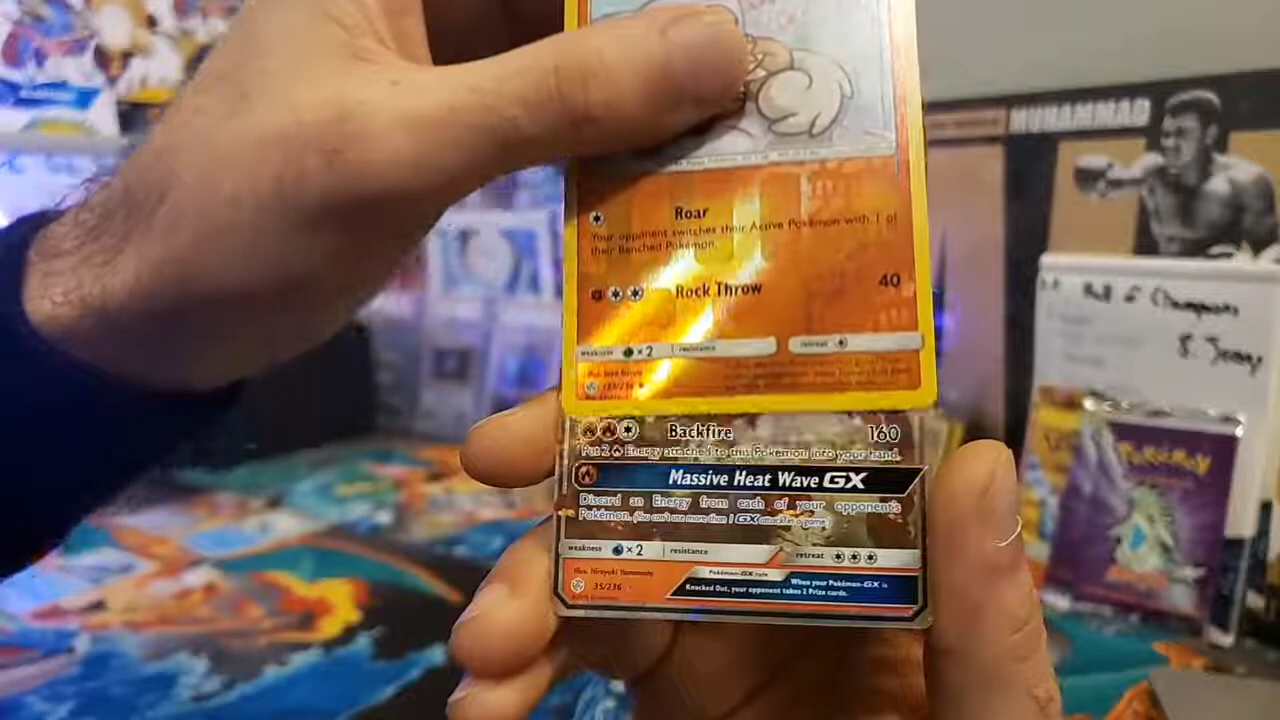 MUHAMMAD
Roar
Your opponent switches their Active Pokémon with 1 of
their Benched Pokémon.
Rock Throw 40
weakness ×2 resistance retreat
Backfire 160
Put 2 Energy attached to this Pokémon into your hand.
Massive Heat Wave GX
Discard an Energy from each of your opponent's
Pokémon. (You can't use more than 1 GX attack in a game.)
weakness ×2 resistance retreat
Illus. Hiroyuki Yamamoto
35/236
Pokémon-GX rule
When your Pokémon-GX is
Knocked Out, your opponent takes 2 Prize cards.
of Champions
Pokémon